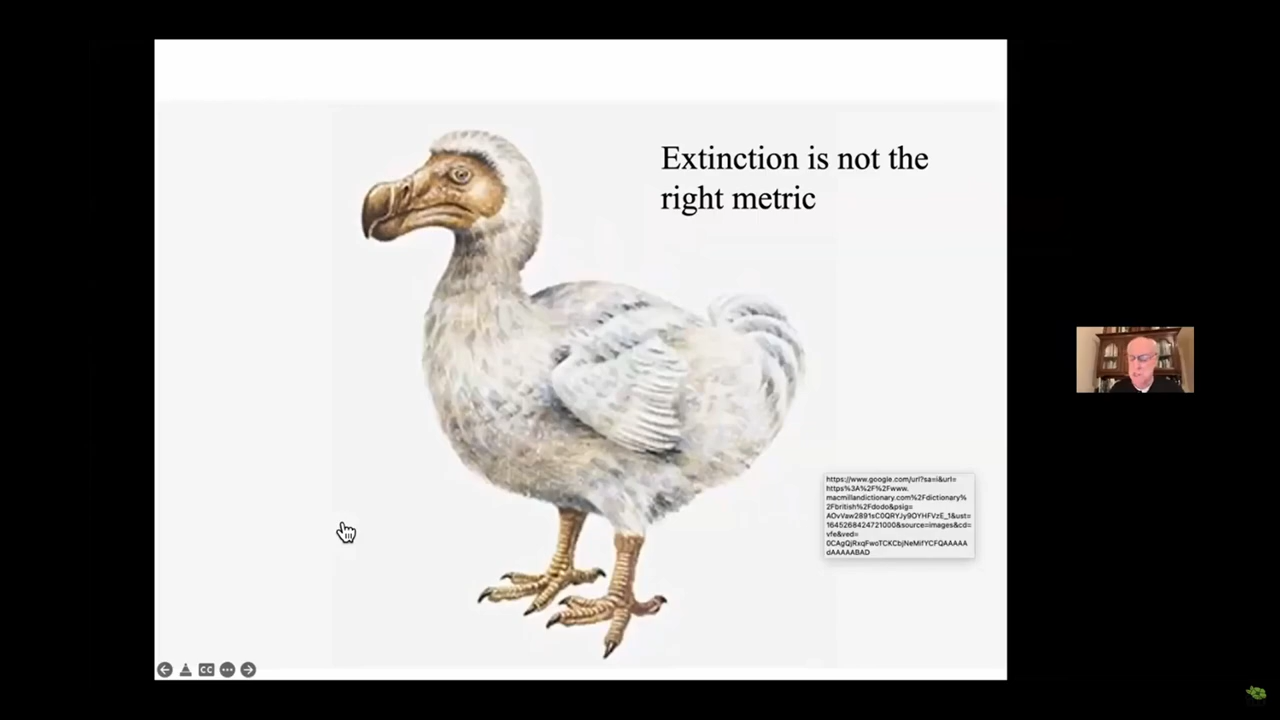 Extinction is not the
right metric
https://www.google.com/url?sa=i&url=
https%3A%2F%2Fwww.
macmillandictionary.com%2Fdictionary%
2Fbritish%2Fdodo&psig=
AOvVaw2891sC0QRYJy9OYHFVzE_1&ust=
1645268424721000&source=images&cd=
vfe&ved=
0CAgQjRxqFwoTCKCbjNeMifYCFQAAAAA
dAAAAABAD
CC